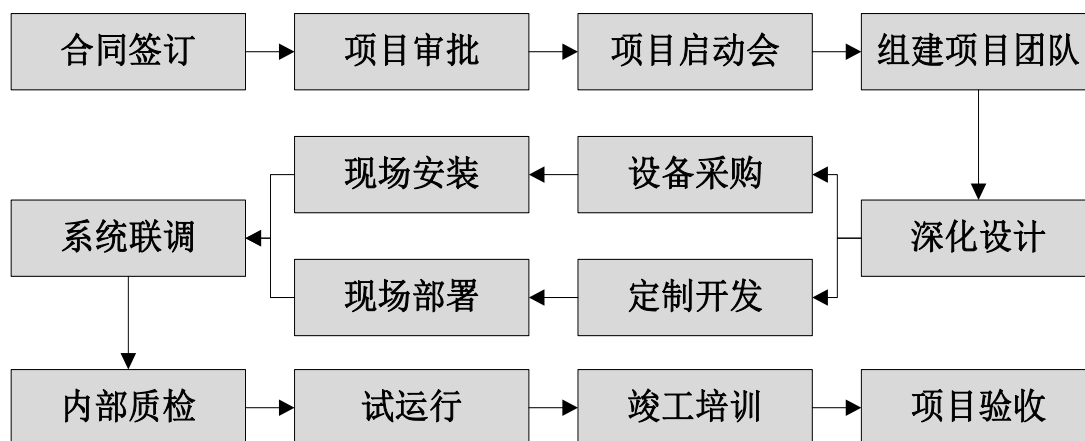 合同签订
项目审批
项目启动会
组建项目团队
现场安装
设备采购
系统联调
深化设计
现场部署
定制开发
内部质检
试运行
竣工培训
项目验收